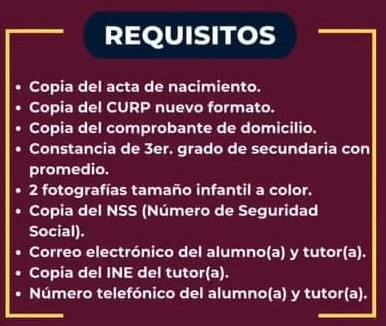 REQUISITOS
• Copia del acta de nacimiento.
• Copia del CURP nuevo formato.
• Copia del comprobante de domicilio.
• Constancia de 3er. grado de secundaria con
promedio.
• 2 fotografías tamaño infantil a color.
• Copia del NSS (Número de Seguridad
Social).
• Correo electrónico del alumno(a) y tutor(a).
• Copia del INE del tutor(a).
• Número telefónico del alumno(a) y tutor(a).